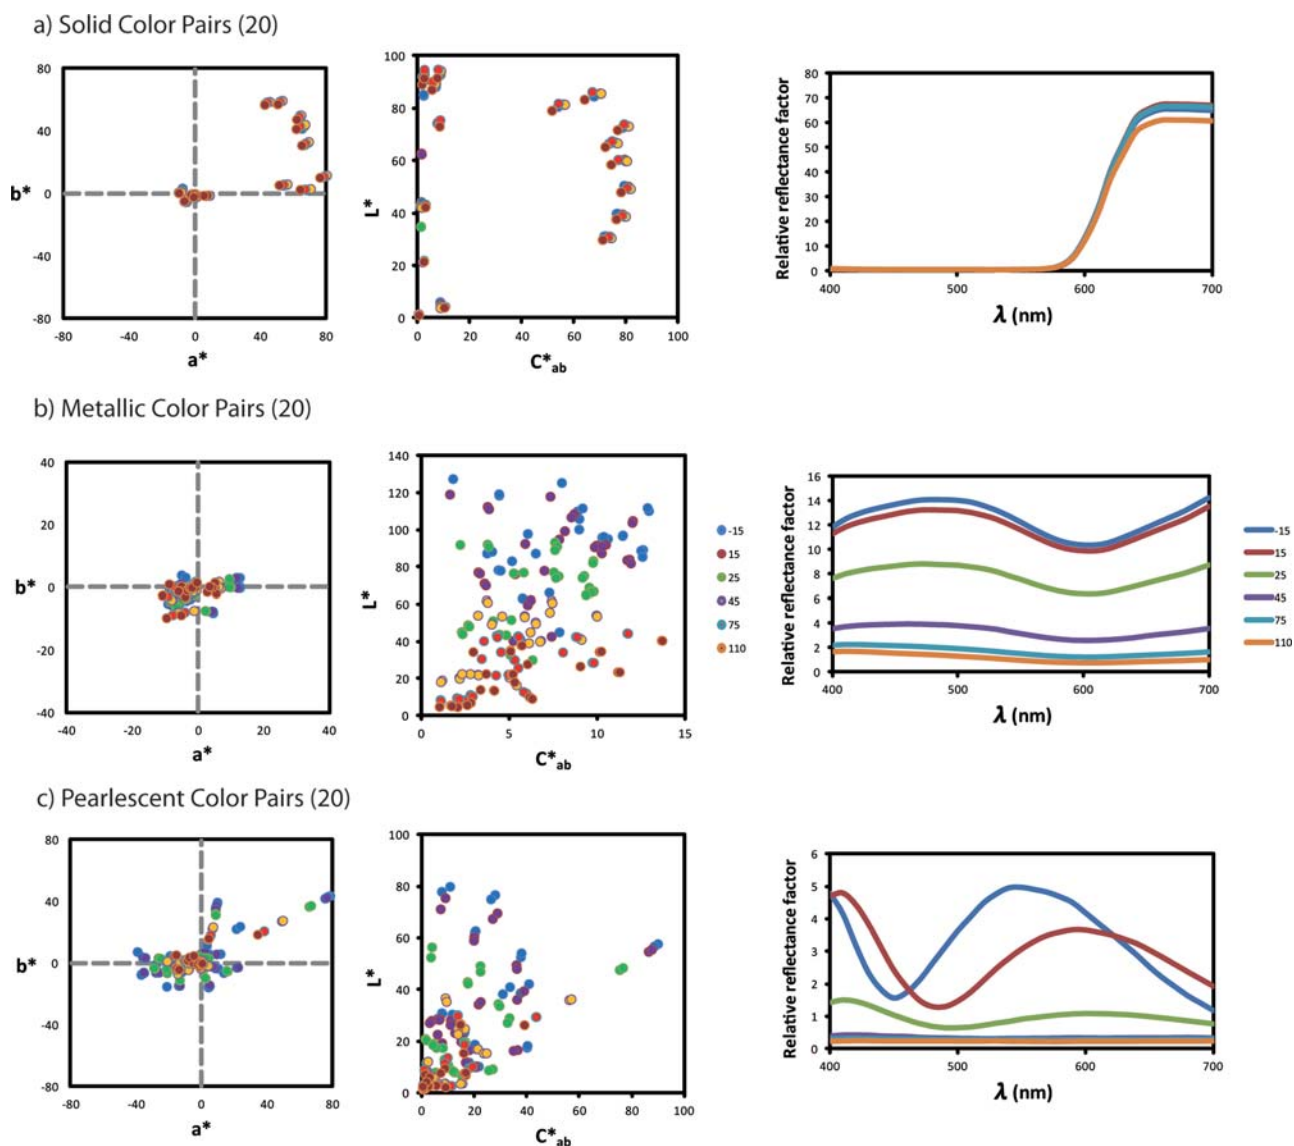 a) Solid Color Pairs (20)
80
40
b* 0
-40
-80
-80 -40 0 40 80
a*
100
80
60
L*
40
20
0
0 20 40 60 80 100
C*ab
Relative reflectance factor
80
70
60
50
40
30
20
10
0
400 500 600 700
λ (nm)
b) Metallic Color Pairs (20)
40
20
b* 0
-20
-40
-40 -20 0 20 40
a*
140
120
100
80
L*
60
40
20
0
0 5 10 15
C*ab
-15
15
25
45
75
110
Relative reflectance factor
16
14
12
10
8
6
4
2
0
400 500 600 700
λ (nm)
-15
15
25
45
75
110
c) Pearlescent Color Pairs (20)
80
40
b* 0
-40
-80
-80 -40 0 40 80
a*
100
80
60
L*
40
20
0
0 20 40 60 80 100
C*ab
Relative reflectance factor
6
5
4
3
2
1
0
400 500 600 700
λ (nm)